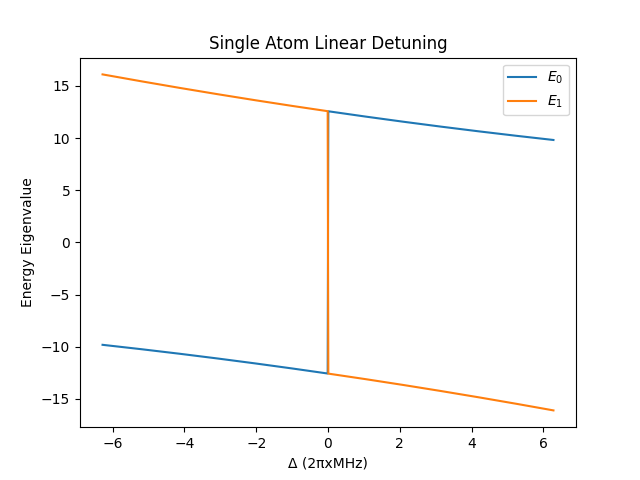 Single Atom Linear Detuning
E₀
E₁
Energy Eigenvalue
15
10
5
0
−5
−10
−15
−6
−4
−2
0
2
4
6
Δ (2πxMHz)